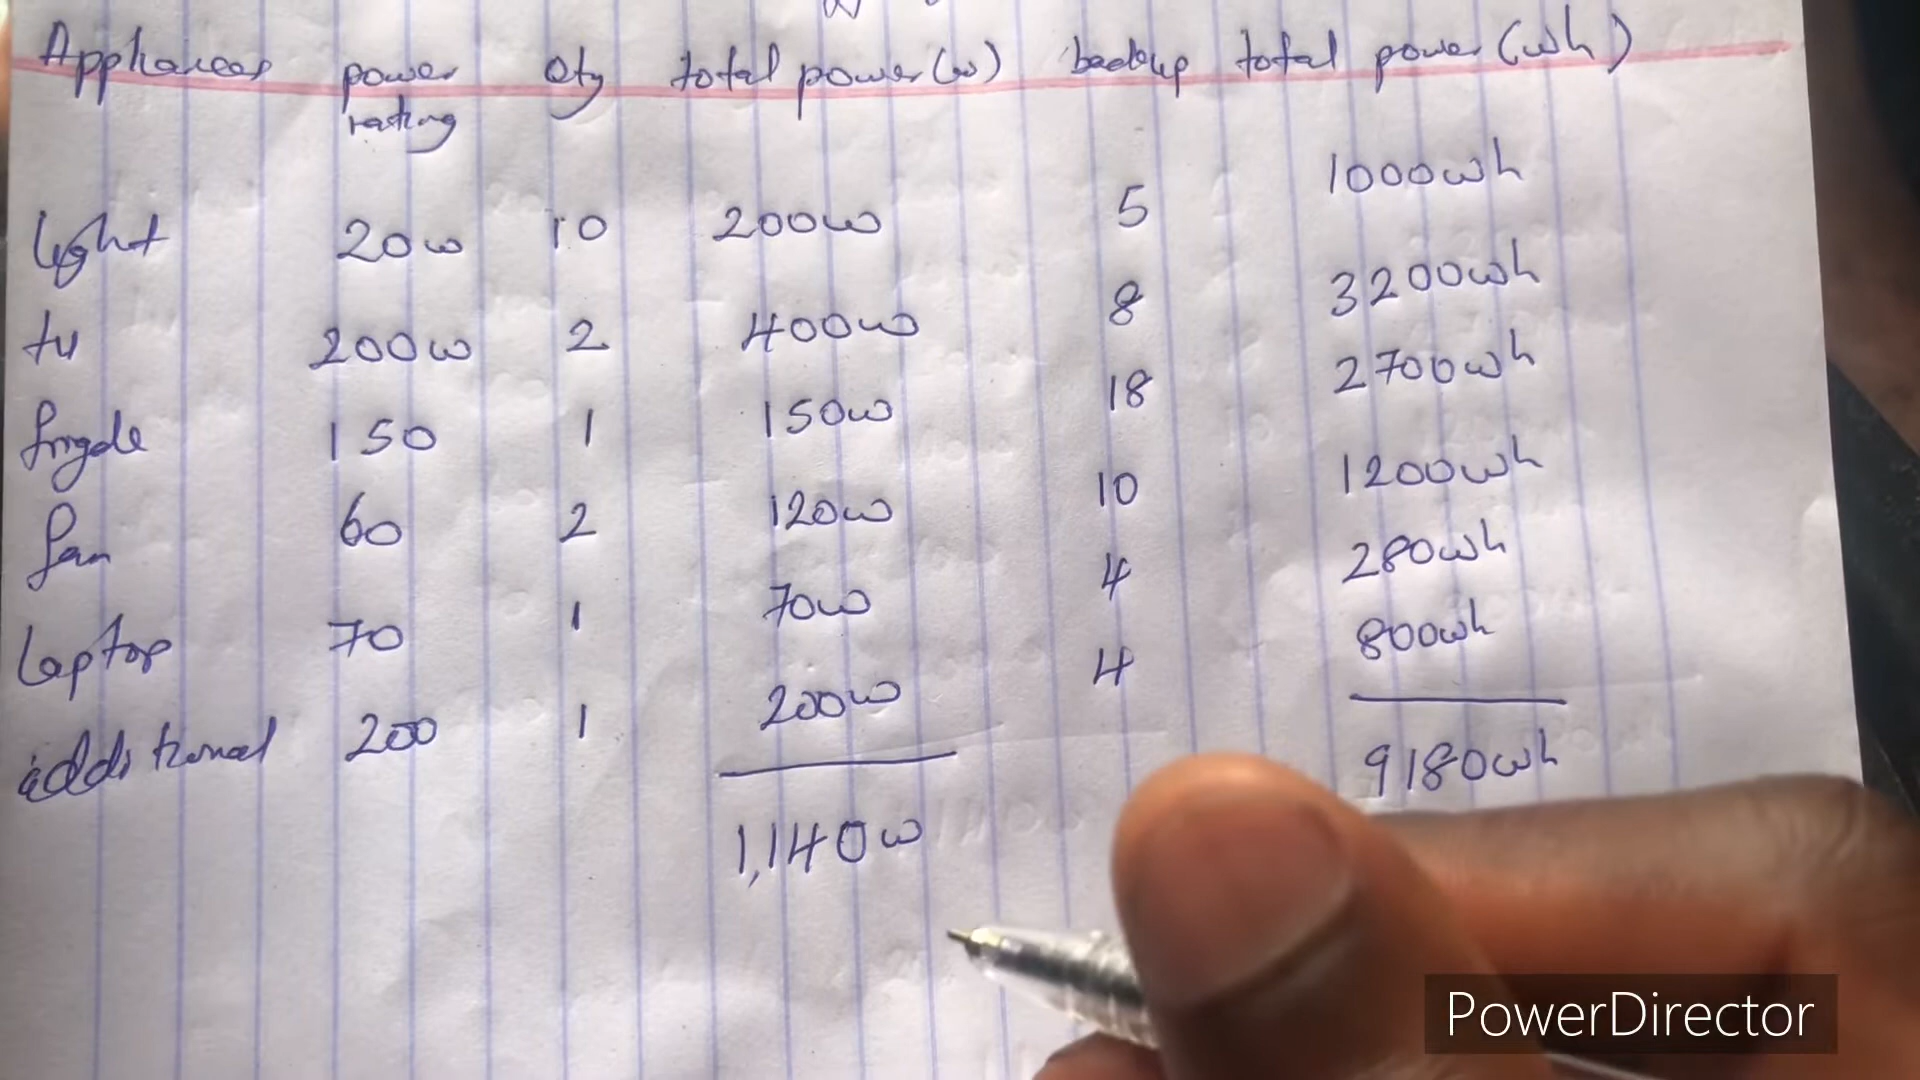 Appliances power rating Qty total power (w) backup total power (wh)
light 20w 10 200w 5 1000wh
tv 200w 2 400w 8 3200wh
frigde 150 1 150w 18 2700wh
fan 60 2 120w 10 1200wh
laptop 70 1 70w 4 280wh
additional 200 1 200w 4 800wh
1,140w 9180wh
PowerDirector